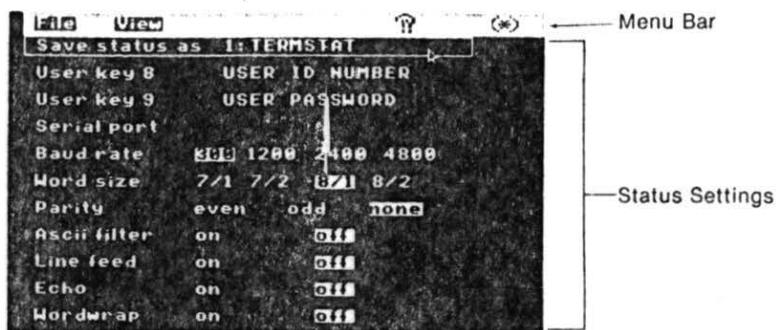 File View (*) Menu Bar
Save status as 1:TERMSTAT
User key 8 USER ID NUMBER
User key 9 USER PASSWORD
Serial port
Baud rate 300 1200 2400 4800
Word size 7/1 7/2 8/1 8/2
Status Settings
Parity even odd none
Ascii filter on off
Line feed on off
Echo on off
Wordwrap on off